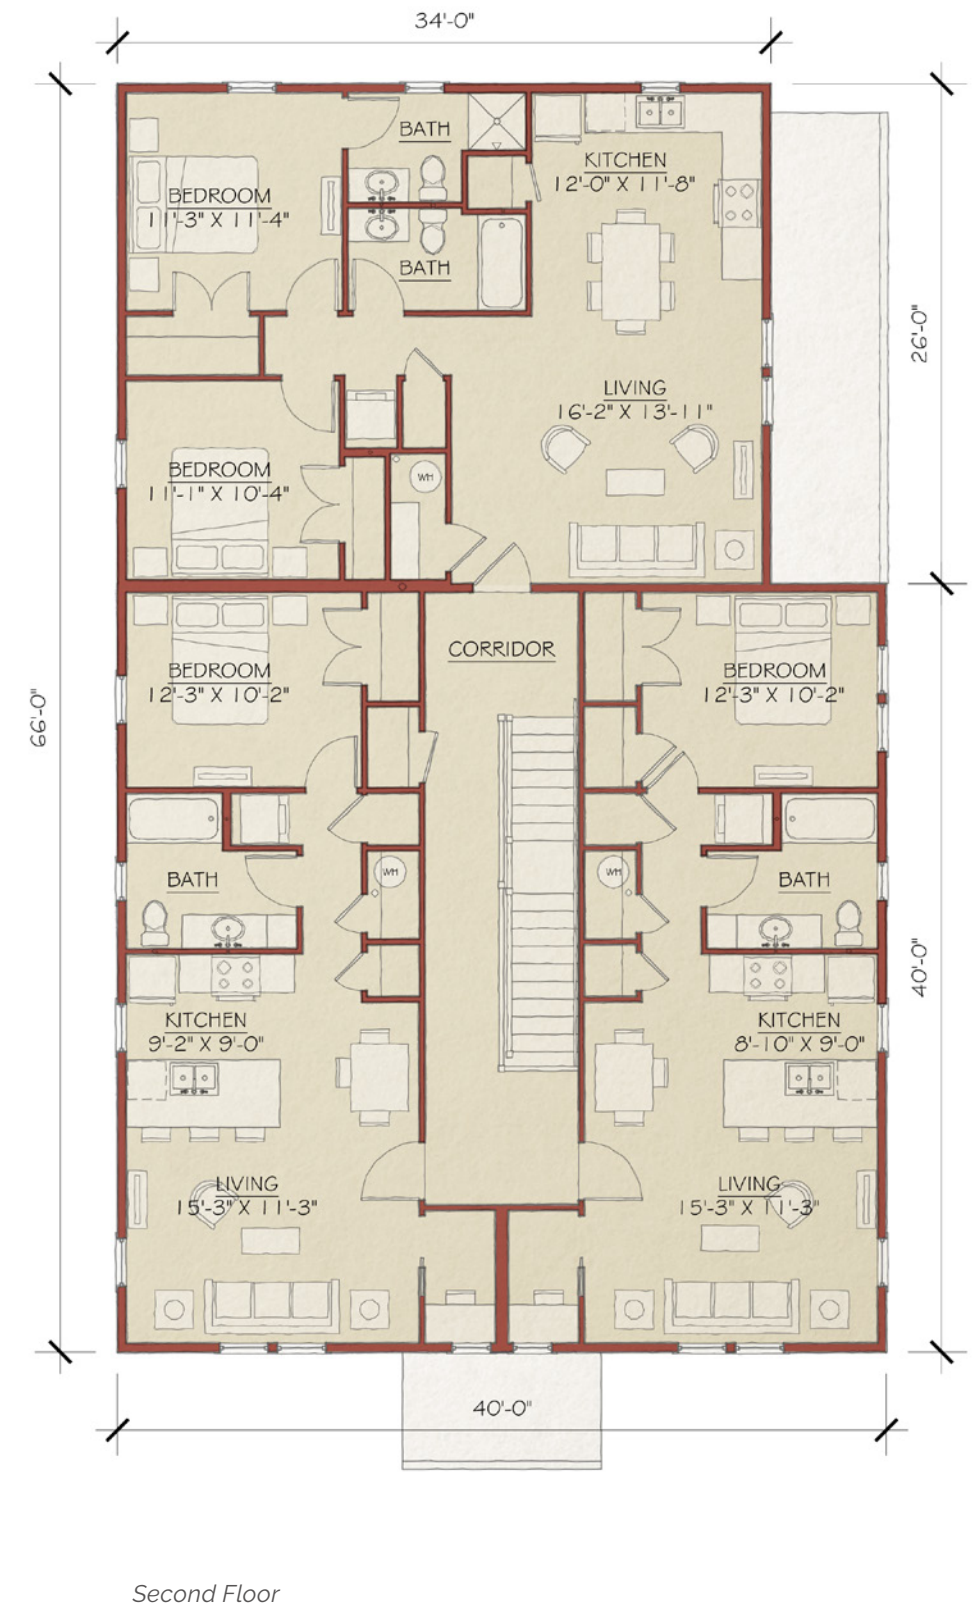 34'-0"
BATH
KITCHEN
12'-0" X 11'-8"
BEDROOM
11'-3" X 11'-4"
BATH
26'-0"
LIVING
16'-2" X 13'-11"
BEDROOM
11'-1" X 10'-4"
WH
CORRIDOR
BEDROOM
12'-3" X 10'-2"
BEDROOM
12'-3" X 10'-2"
66'-0"
WH
WH
BATH
BATH
40'-0"
KITCHEN
9'-2" X 9'-0"
KITCHEN
8'-10" X 9'-0"
LIVING
15'-3" X 11'-3"
LIVING
15'-3" X 11'-3"
40'-0"
Second Floor